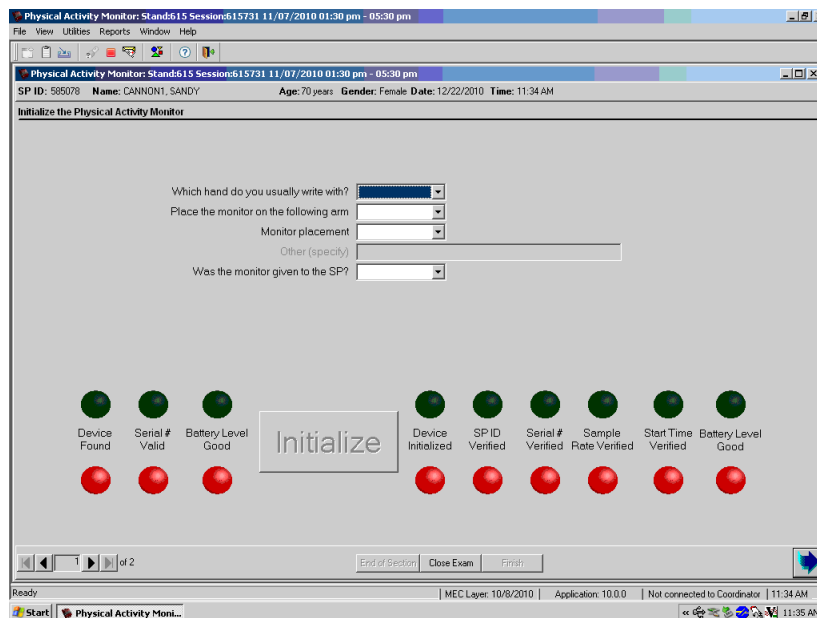 Physical Activity Monitor: Stand:615 Session:615731 11/07/2010 01:30 pm - 05:30 pm
File View Utilities Reports Window Help
Physical Activity Monitor: Stand:615 Session:615731 11/07/2010 01:30 pm - 05:30 pm
SP ID: 585078 Name: CANNON1, SANDY Age: 70 years Gender: Female Date: 12/22/2010 Time: 11:34 AM
Initialize the Physical Activity Monitor
Which hand do you usually write with?
Place the monitor on the following arm
Monitor placement
Other (specify)
Was the monitor given to the SP?
Device Found
Serial # Valid
Battery Level Good
Initialize
Device Initialized
SP ID Verified
Serial # Verified
Sample Rate Verified
Start Time Verified
Battery Level Good
1 of 2
End of Section Close Exam Finish
Ready MEC Layer: 10/8/2010 Application: 10.0.0 Not connected to Coordinator 11:34 AM
Start Physical Activity Moni... « 11:35 AM